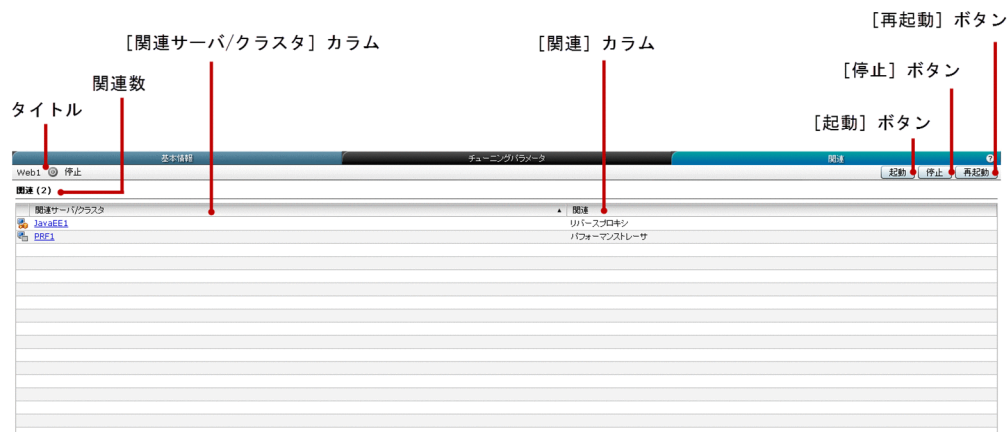 ［再起動］ボタン
［関連サーバ/クラスタ］カラム
［関連］カラム
［停止］ボタン
関連数
タイトル
［起動］ボタン
基本情報
チューニングパラメータ
関連
?
Web1 停止
起動 停止 再起動
関連 (2)
関連サーバ/クラスタ ▲ 関連
JavaEE1 リバースプロキシ
PRF1 パフォーマンストレーサ